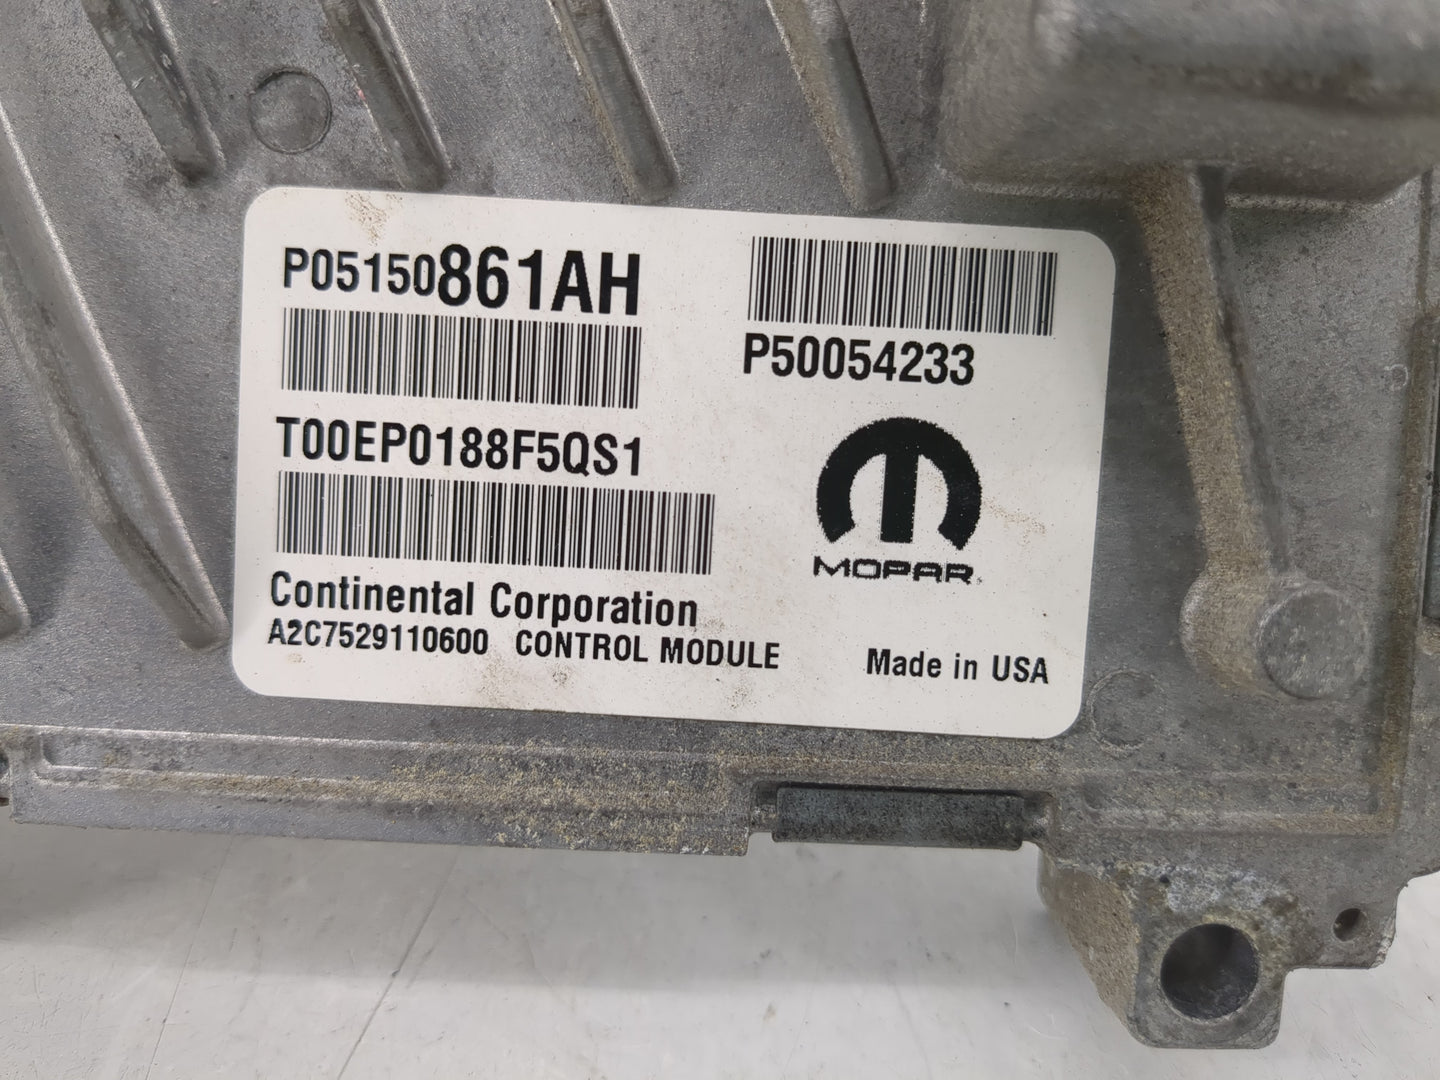 P05150861AH
T00EP0188F5QS1
Continental Corporation
A2C7529110600 CONTROL MODULE
P50054233
MOPAR
Made in USA